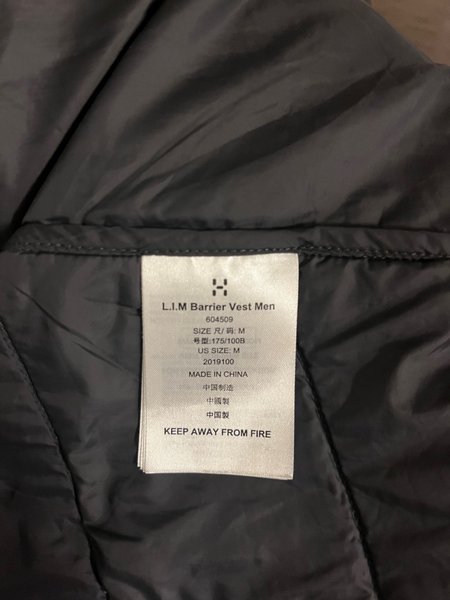 L.I.M Barrier Vest Men
604509
SIZE 尺/ 码: M
号型:175/100B
US SIZE: M
2019100
MADE IN CHINA
中国制造
中國製
中国製
KEEP AWAY FROM FIRE